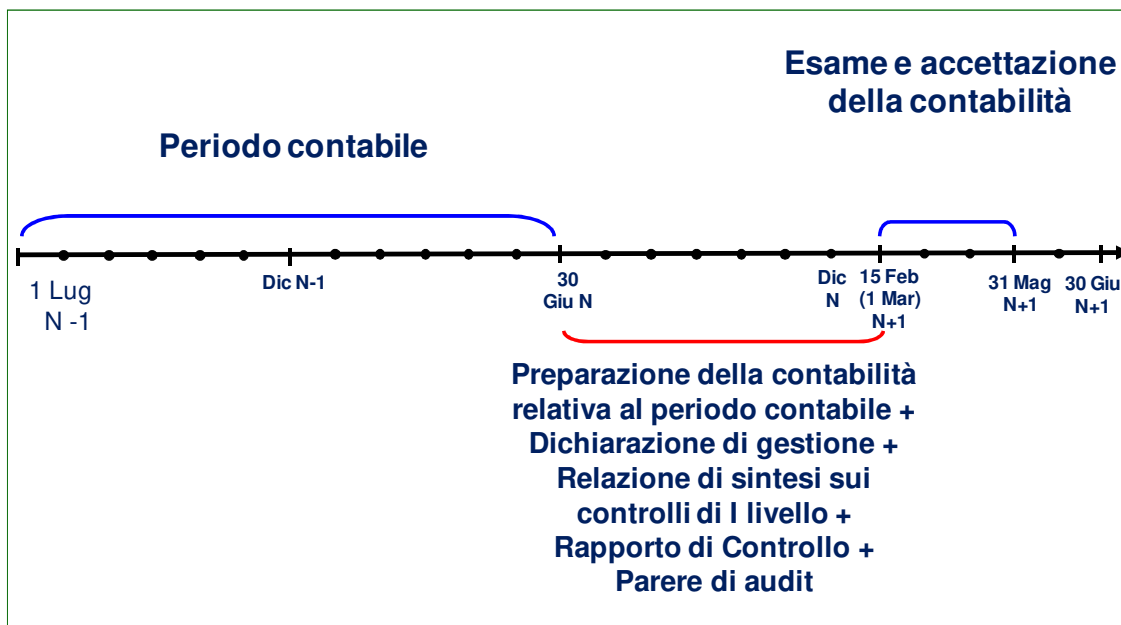 Esame e accettazione
della contabilità
Periodo contabile
1 Lug
N -1
Dic N-1
30
Giu N
Dic
N
15 Feb
(1 Mar)
N+1
31 Mag
N+1
30 Giu
N+1
Preparazione della contabilità
relativa al periodo contabile +
Dichiarazione di gestione +
Relazione di sintesi sui
controlli di I livello +
Rapporto di Controllo +
Parere di audit